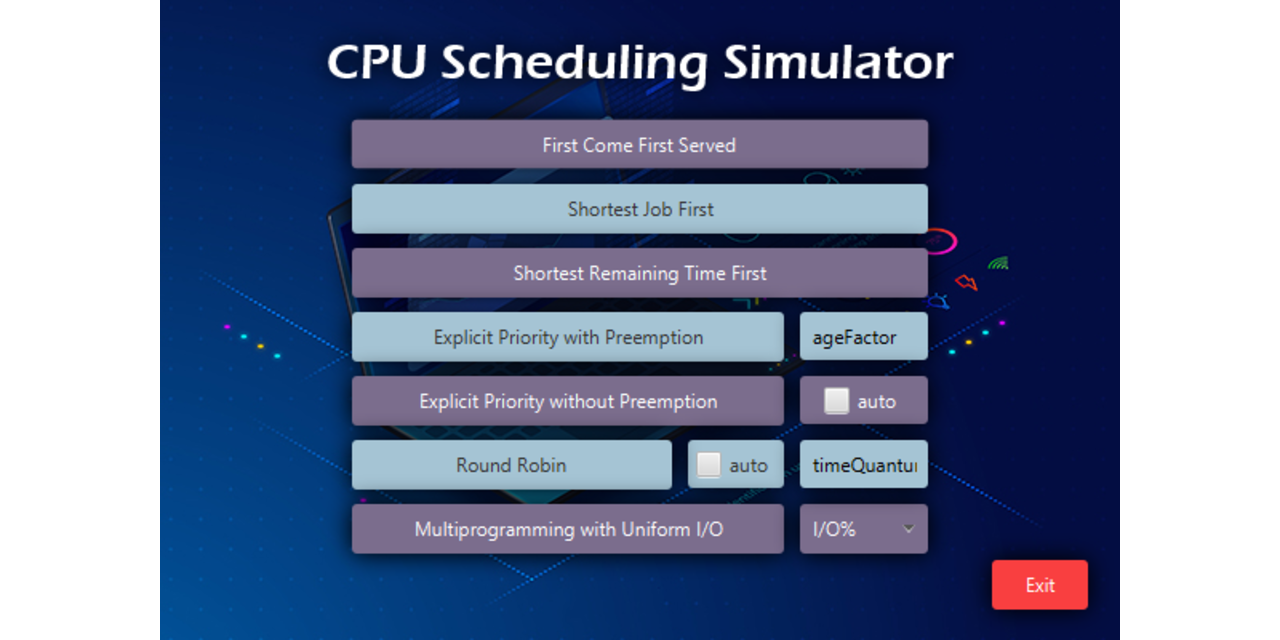 CPU Scheduling Simulator
First Come First Served
Shortest Job First
Shortest Remaining Time First
Explicit Priority with Preemption ageFactor
Explicit Priority without Preemption auto
Round Robin auto timeQuantu
Multiprogramming with Uniform I/O I/O%
Exit